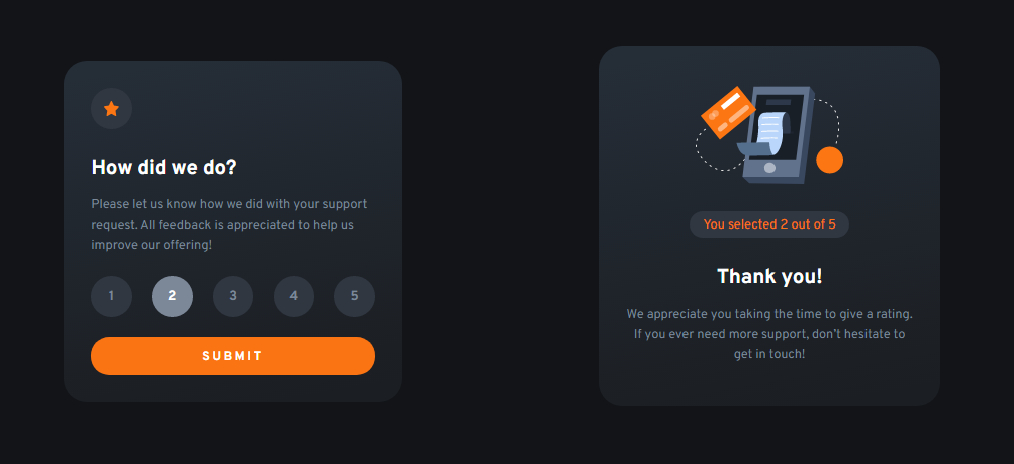 How did we do?
Please let us know how we did with your support
request. All feedback is appreciated to help us
improve our offering!
1 2 3 4 5
SUBMIT
You selected 2 out of 5
Thank you!
We appreciate you taking the time to give a rating.
If you ever need more support, don't hesitate to
get in touch!